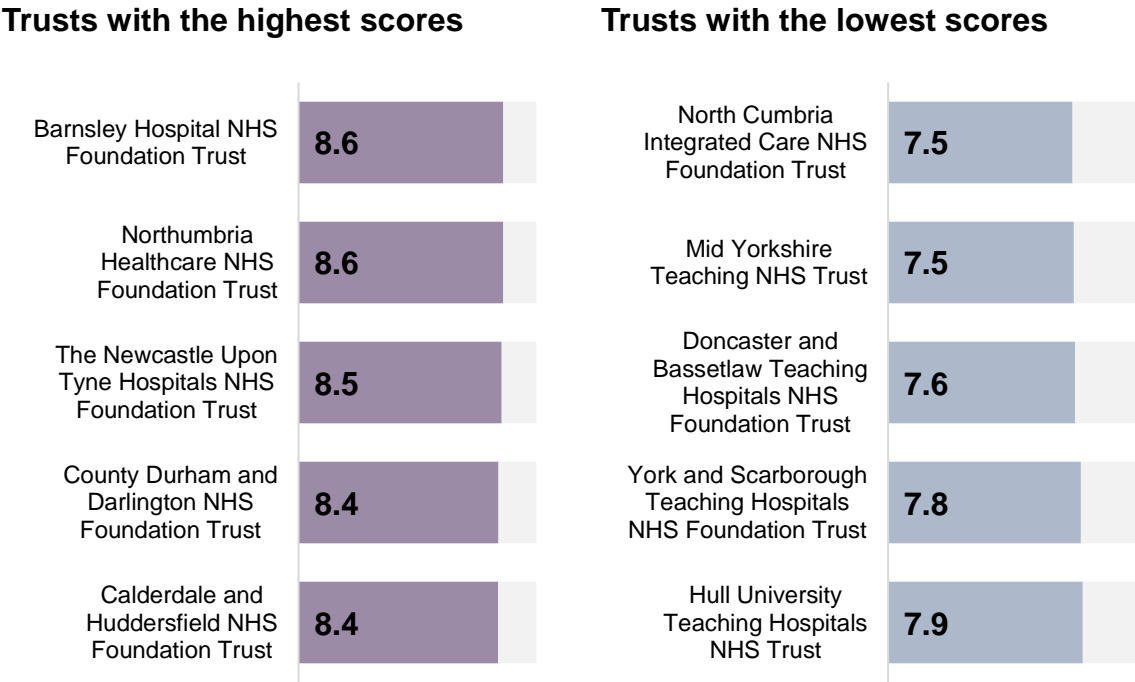 Trusts with the highest scores
Barnsley Hospital NHS
Foundation Trust
8.6
Northumbria
Healthcare NHS
Foundation Trust
8.6
The Newcastle Upon
Tyne Hospitals NHS
Foundation Trust
8.5
County Durham and
Darlington NHS
Foundation Trust
8.4
Calderdale and
Huddersfield NHS
Foundation Trust
8.4
Trusts with the lowest scores
North Cumbria
Integrated Care NHS
Foundation Trust
7.5
Mid Yorkshire
Teaching NHS Trust
7.5
Doncaster and
Bassetlaw Teaching
Hospitals NHS
Foundation Trust
7.6
York and Scarborough
Teaching Hospitals
NHS Foundation Trust
7.8
Hull University
Teaching Hospitals
NHS Trust
7.9